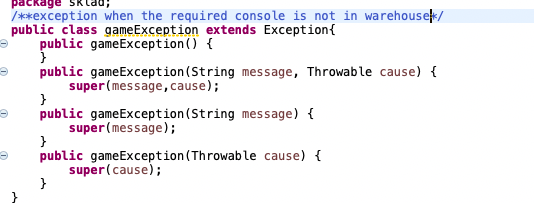 package sklad;
/**exception when the required console is not in warehouse*/
public class gameException extends Exception{
public gameException() {
}
public gameException(String message, Throwable cause) {
super(message,cause);
}
public gameException(String message) {
super(message);
}
public gameException(Throwable cause) {
super(cause);
}
}